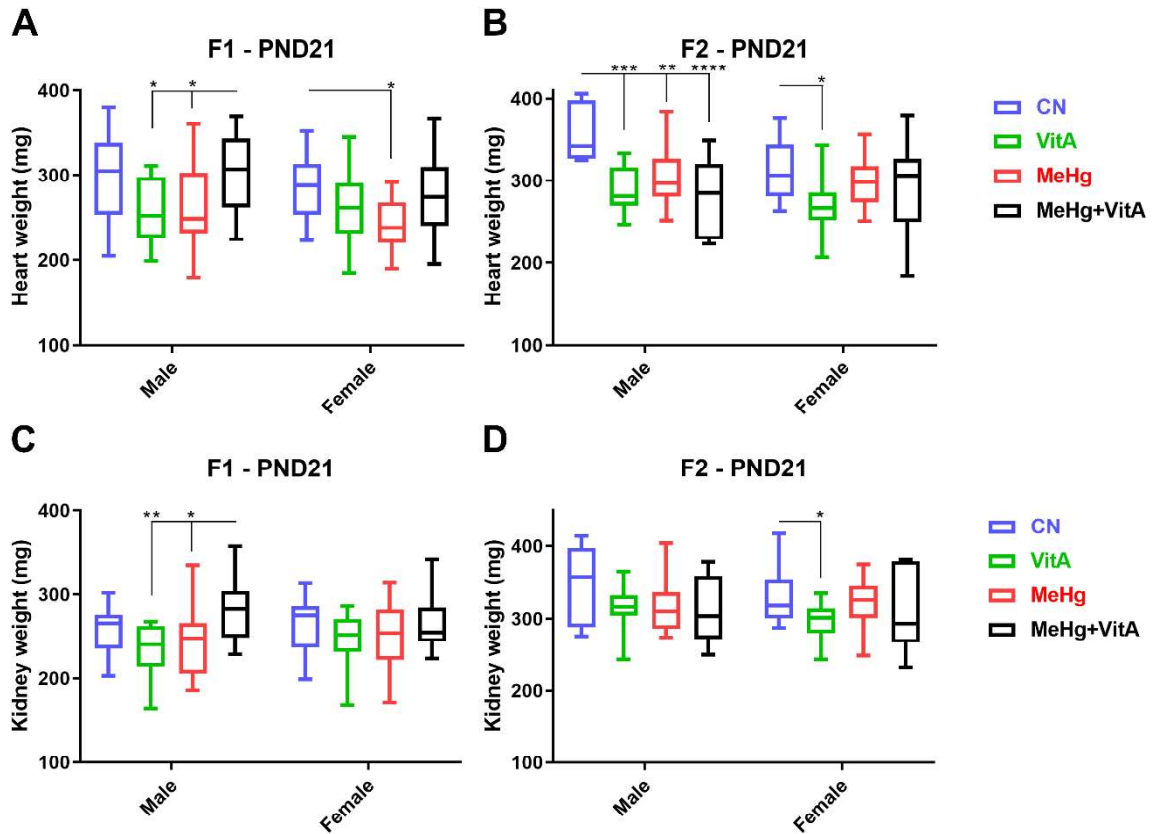 A
F1 - PND21
Heart weight (mg)
400
300
200
100
* *
*
Male
Female
B
F2 - PND21
Heart weight (mg)
400
300
200
100
*** ** ****
*
Male
Female
CN
VitA
MeHg
MeHg+VitA
C
F1 - PND21
Kidney weight (mg)
400
300
200
100
** *
Male
Female
D
F2 - PND21
Kidney weight (mg)
400
300
200
100
*
Male
Female
CN
VitA
MeHg
MeHg+VitA